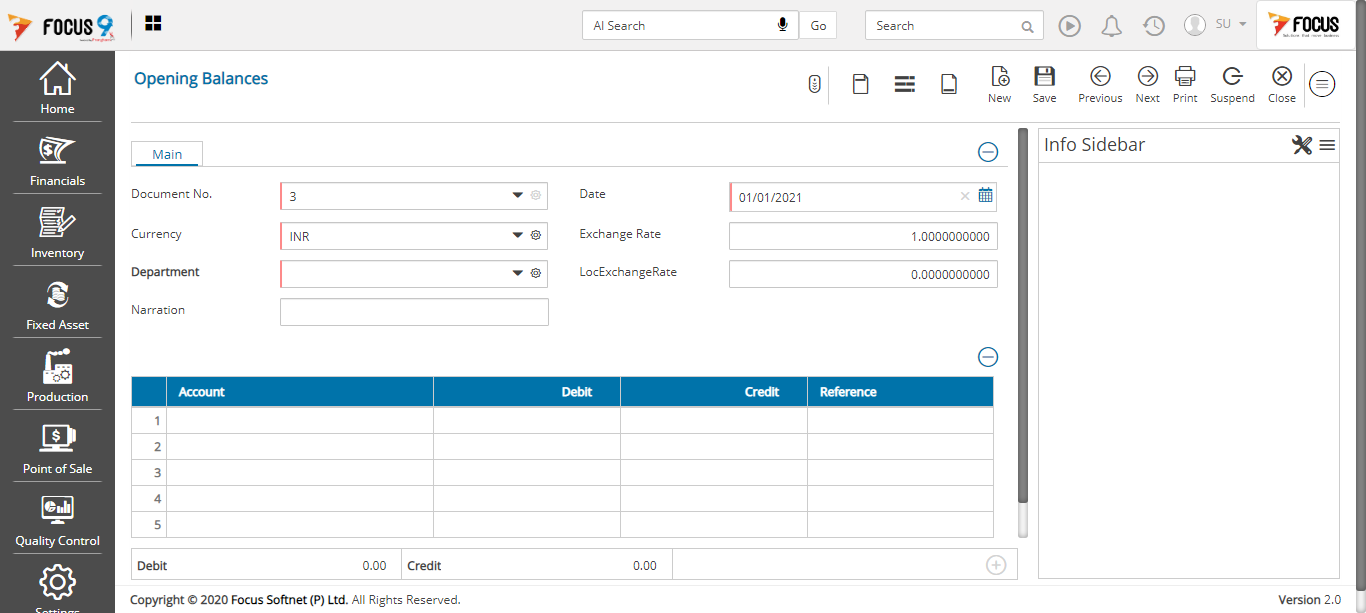 FOCUS 9
AI Search
Go
Search
SU
FOCUS
Home
Financials
Inventory
Fixed Asset
Production
Point of Sale
Quality Control
Settings
Opening Balances
New
Save
Previous
Next
Print
Suspend
Close
Main
Document No.
3
Date
01/01/2021
Currency
INR
Exchange Rate
1.0000000000
Department
LocExchangeRate
0.0000000000
Narration
Account
Debit
Credit
Reference
1
2
3
4
5
Debit
0.00
Credit
0.00
Info Sidebar
Copyright © 2020 Focus Softnet (P) Ltd. All Rights Reserved.
Version 2.0